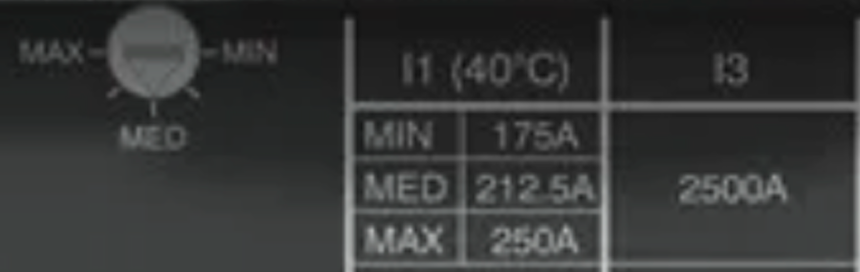 MAX MIN
MED
I1 (40°C) I3
MIN 175A
MED 212.5A 2500A
MAX 250A